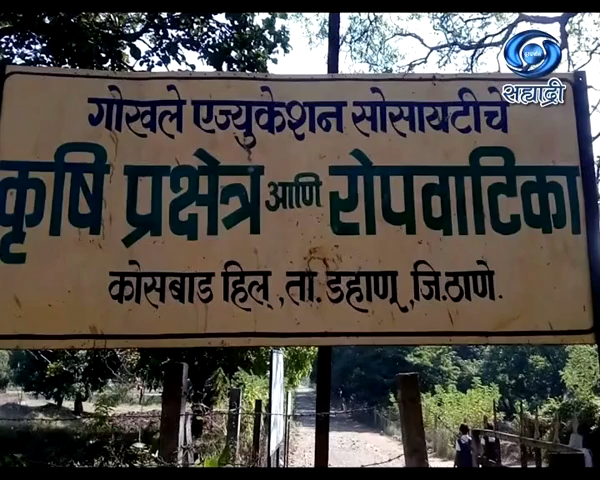 सह्याद्री
गोखले एज्युकेशन सोसायटीचे
कृषि प्रक्षेत्र आणि रोपवाटिका
कोसबाड हिल्, ता. डहाणू, जि.ठाणे.